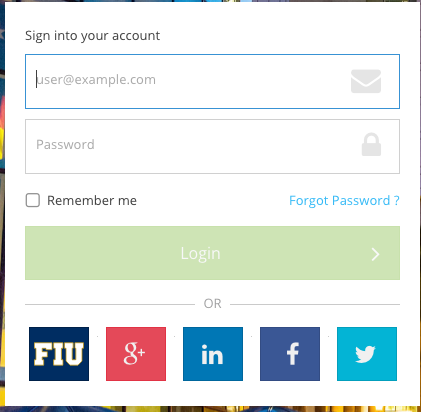 Sign into your account
user@example.com
Password
Remember me
Forgot Password ?
Login
OR
FIU
g+
in
f